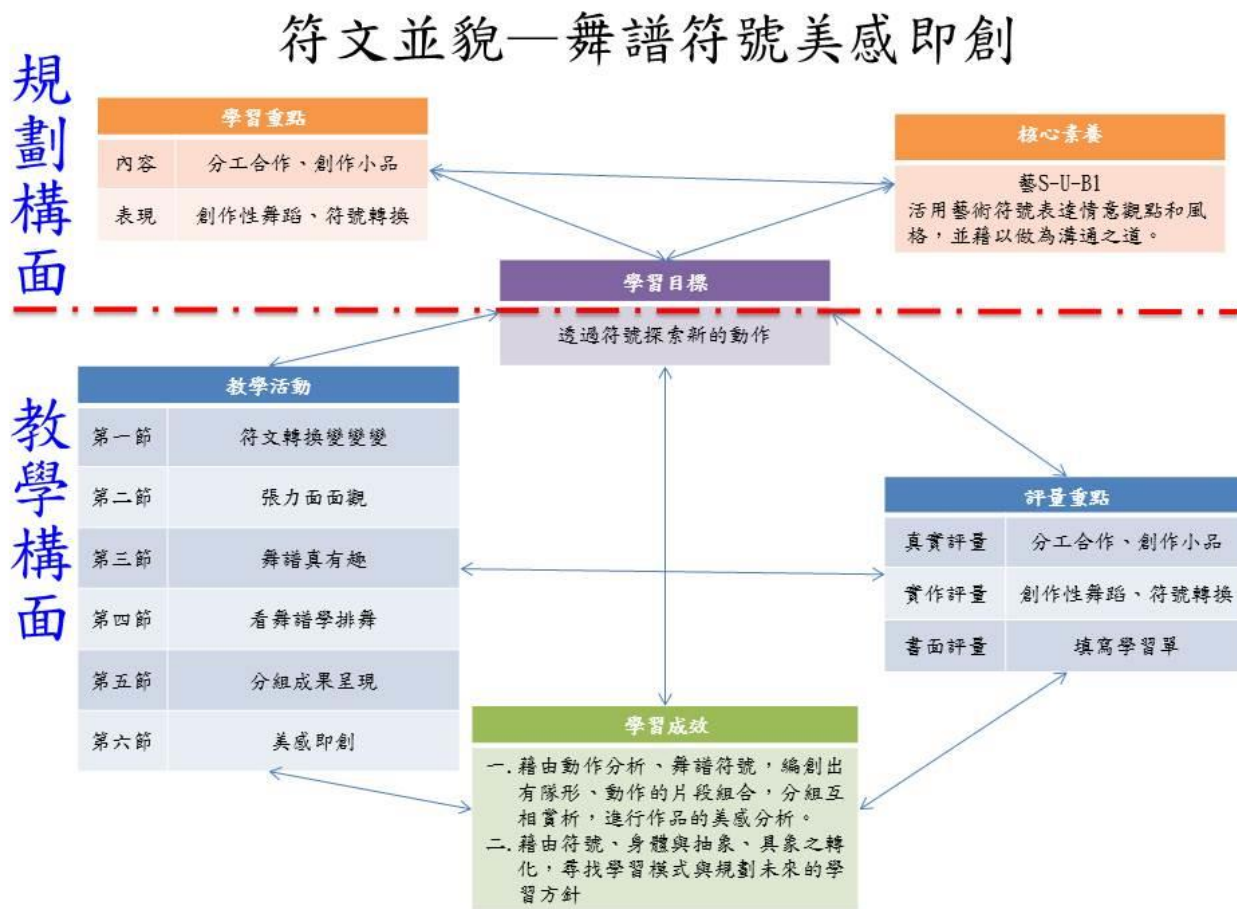 符文並貌—舞譜符號美感即創
規劃構面
學習重點
內容 分工合作、創作小品
表現 創作性舞蹈、符號轉換
核心素養
藝S-U-B1
活用藝術符號表達情意觀點和風
格，並藉以做為溝通之道。
學習目標
透過符號探索新的動作
教學構面
教學活動
第一節 符文轉換變變變
第二節 張力面面觀
第三節 舞譜真有趣
第四節 看舞譜學排舞
第五節 分組成果呈現
第六節 美感即創
評量重點
真實評量 分工合作、創作小品
實作評量 創作性舞蹈、符號轉換
書面評量 填寫學習單
學習成效
一. 藉由動作分析、舞譜符號，編創出
有隊形、動作的片段組合，分組互
相賞析，進行作品的美感分析。
二. 藉由符號、身體與抽象、具象之轉
化，尋找學習模式與規劃未來的學
習方針